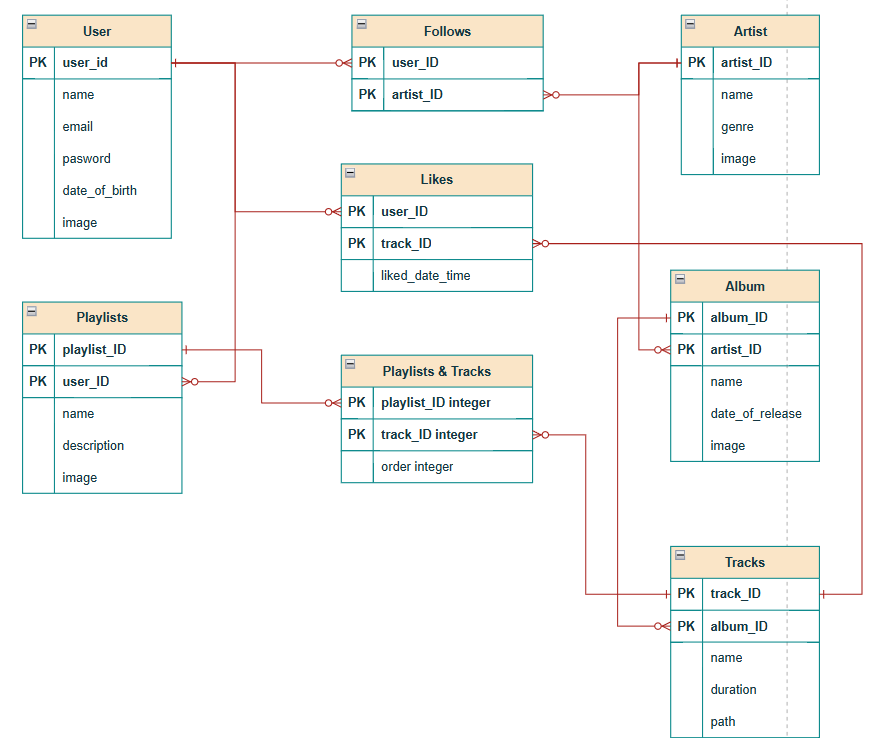 User
PK user_id
name
email
pasword
date_of_birth
image
Follows
PK user_ID
PK artist_ID
Artist
PK artist_ID
name
genre
image
Likes
PK user_ID
PK track_ID
liked_date_time
Playlists
PK playlist_ID
PK user_ID
name
description
image
Playlists & Tracks
PK playlist_ID integer
PK track_ID integer
order integer
Album
PK album_ID
PK artist_ID
name
date_of_release
image
Tracks
PK track_ID
PK album_ID
name
duration
path